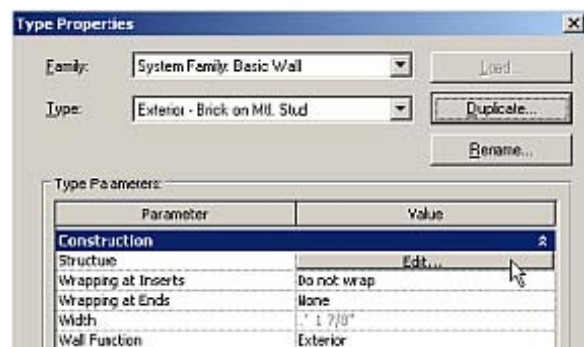 Type Properties
Family: System Family: Basic Wall Load...
Type: Exterior - Brick on Mtl. Stud Duplicate...
Rename...
Type Parameters:
Parameter Value
Construction
Structure Edit...
Wrapping at Inserts Do not wrap
Wrapping at Ends None
Width 1 7/8"
Wall Function Exterior